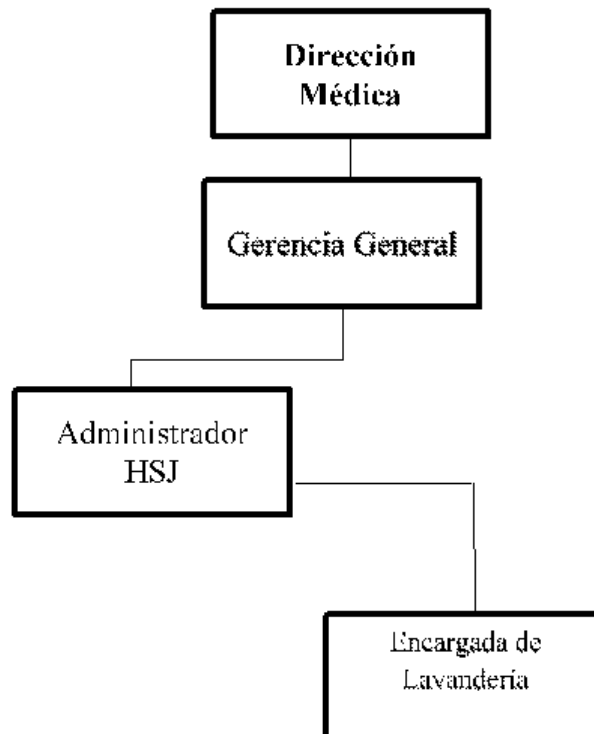 Dirección
Médica
Gerencia General
Administrador
HSJ
Encargada de
Lavandería